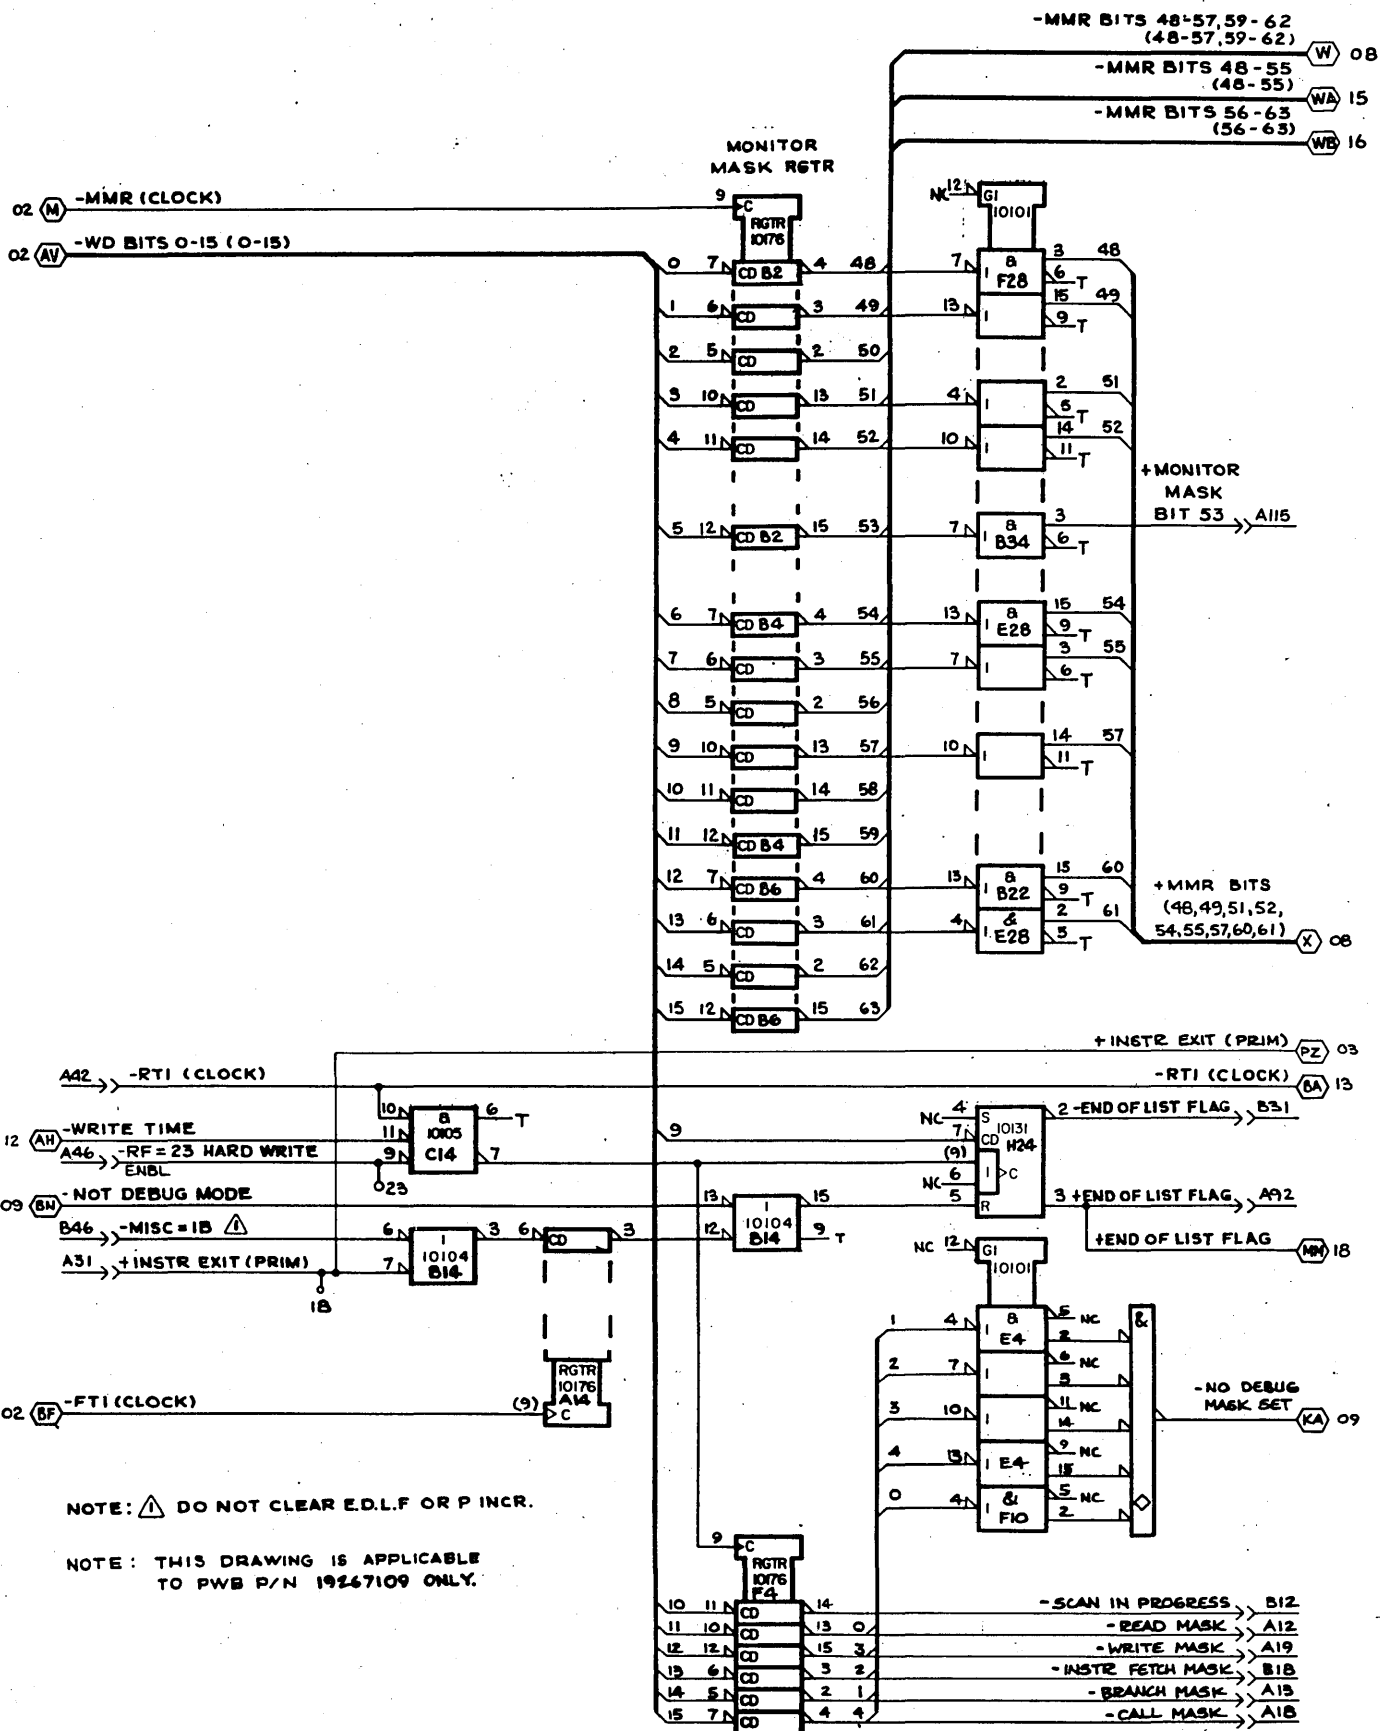 -MMR BITS 48-57,59-62
(48-57,59-62) W 08
-MMR BITS 48-55
(48-55) WA 15
-MMR BITS 56-63
(56-63) WB 16
MONITOR
MASK RGTR
02 M -MMR (CLOCK) 9 C
RGTR
10176
NC 12 G1
10101
02 AV -WD BITS 0-15 (0-15)
0 7 CD B2 4 48 7 1 & F28 3 48
6 T
1 6 CD 3 49 13 1 15 49
9 T
2 5 CD 2 50
3 10 CD 13 51 4 1 2 51
5 T
4 11 CD 14 52 10 1 14 52
11 T
+MONITOR
MASK
BIT 53 A115
5 12 CD B2 15 53 7 1 & B34 3
6 T
6 7 CD B4 4 54 13 1 & E28 15 54
9 T
7 6 CD 3 55 7 1 3 55
6 T
8 5 CD 2 56
9 10 CD 13 57 10 1 14 57
11 T
10 11 CD 14 58
11 12 CD B4 15 59
12 7 CD B6 4 60 13 1 & B22 15 60
9 T
13 6 CD 3 61 4 1 & E28 2 61
5 T
+MMR BITS
(48,49,51,52,
54,55,57,60,61) X 08
14 5 CD 2 62
15 12 CD B6 15 63
+INSTR EXIT (PRIM) PZ 03
A42 -RTI (CLOCK) -RTI (CLOCK) BA 13
10 & 10105 C14 6 T
12 AH -WRITE TIME 11
A46 -RF=23 HARD WRITE 9 7
ENBL
23
NC 4 S 10131 H24 2 -END OF LIST FLAG B31
9 7 CD
(9) 1 C
NC 6
09 BN -NOT DEBUG MODE 13 1 15 5 R 3 +END OF LIST FLAG A92
10104
B14
B46 -MISC=1B 1 6 1 3 6 CD 3 12 9 T
10104
B14
+END OF LIST FLAG MM 18
A31 +INSTR EXIT (PRIM) 7
1B
NC 12 G1
10101
1 4 1 & E4 5 NC
2 &
2 7 1 6 NC
3
3 10 1 11 NC
14
4 13 1 E4 9 NC
15
0 4 1 & F10 5 NC
2
-NO DEBUG
MASK SET KA 09
RGTR
10176
A14
02 BF -FTI (CLOCK) (9) C
NOTE: 1 DO NOT CLEAR E.D.L.F OR P INCR.
NOTE: THIS DRAWING IS APPLICABLE
TO PWB P/N 19267109 ONLY.
9 C
RGTR
10176
F4
10 11 CD 14 -SCAN IN PROGRESS B12
11 10 CD 13 0 -READ MASK A12
12 12 CD 15 3 -WRITE MASK A19
13 6 CD 3 2 -INSTR FETCH MASK B18
14 5 CD 2 1 -BRANCH MASK A13
15 7 CD 4 4 -CALL MASK A18